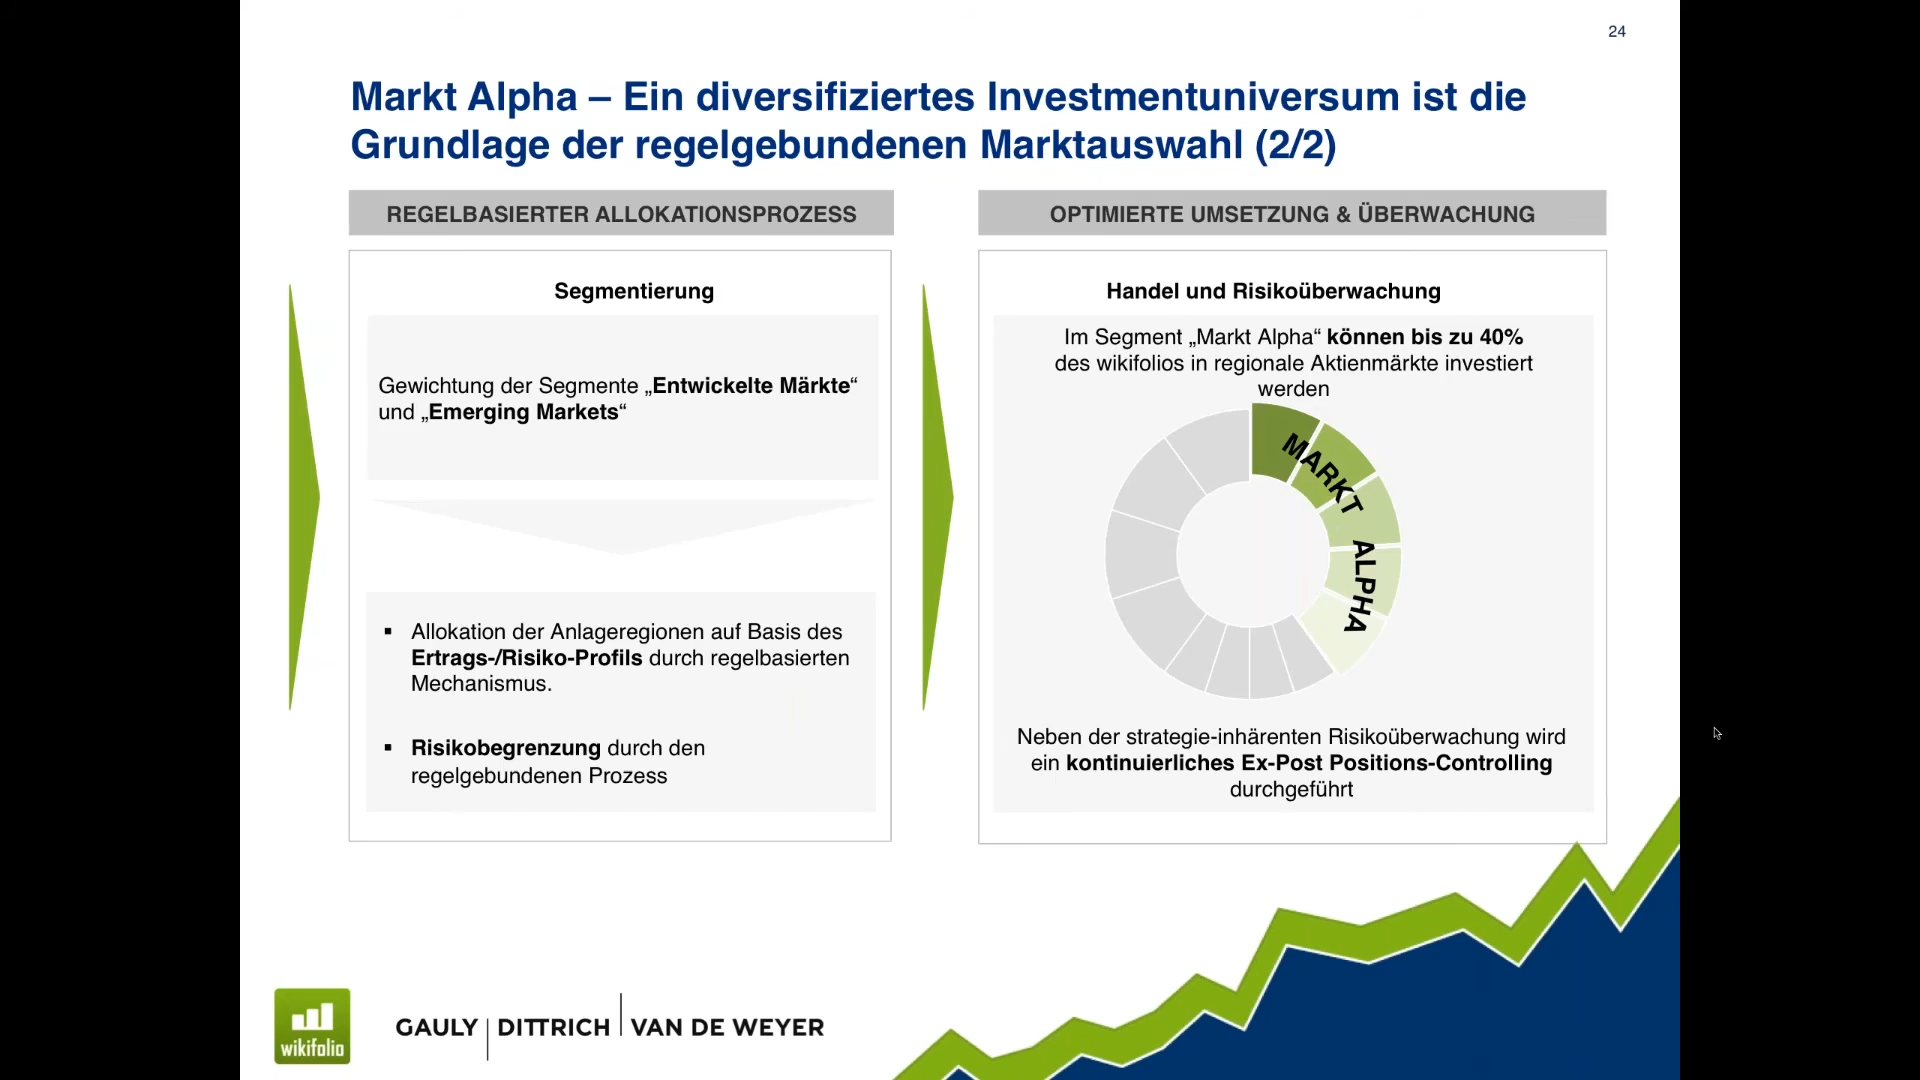 24
Markt Alpha – Ein diversifiziertes Investmentuniversum ist die
Grundlage der regelgebundenen Marktauswahl (2/2)
REGELBASIERTER ALLOKATIONSPROZESS
Segmentierung
Gewichtung der Segmente „Entwickelte Märkte“
und „Emerging Markets“
▪ Allokation der Anlageregionen auf Basis des
Ertrags-/Risiko-Profils durch regelbasierten
Mechanismus.
▪ Risikobegrenzung durch den
regelgebundenen Prozess
OPTIMIERTE UMSETZUNG & ÜBERWACHUNG
Handel und Risikoüberwachung
Im Segment „Markt Alpha“ können bis zu 40%
des wikifolios in regionale Aktienmärkte investiert
werden
MARKT ALPHA
Neben der strategie-inhärenten Risikoüberwachung wird
ein kontinuierliches Ex-Post Positions-Controlling
durchgeführt
wikifolio
GAULY | DITTRICH | VAN DE WEYER